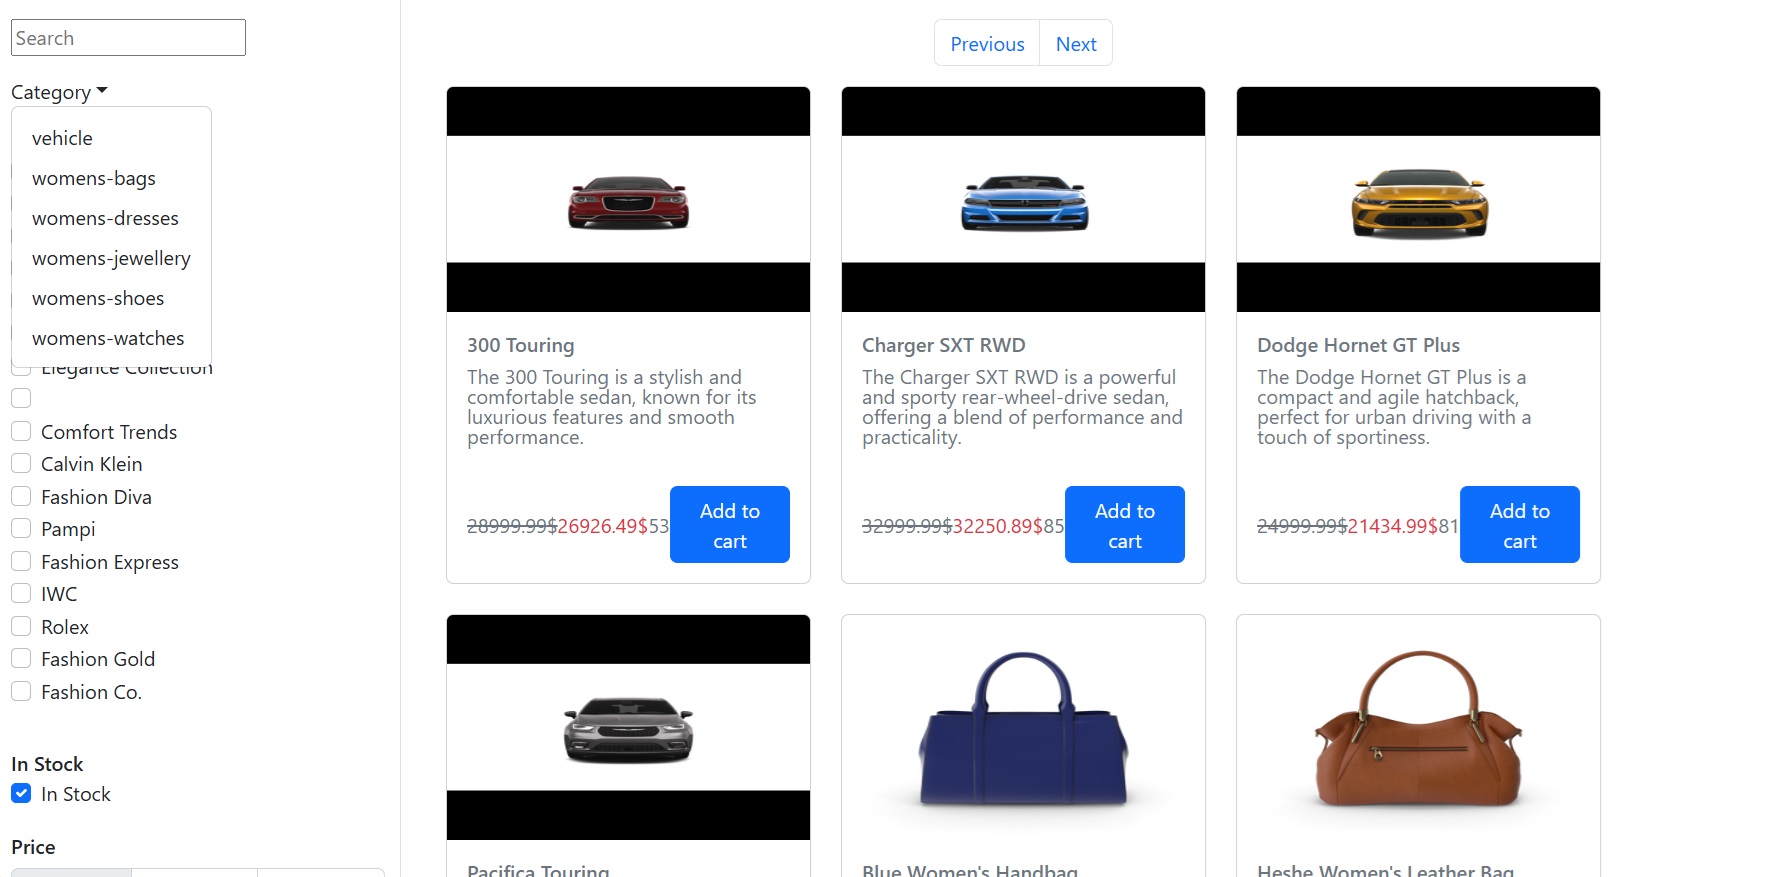 Search
Category
vehicle
womens-bags
womens-dresses
womens-jewellery
womens-shoes
womens-watches
Elegance Collection
Comfort Trends
Calvin Klein
Fashion Diva
Pampi
Fashion Express
IWC
Rolex
Fashion Gold
Fashion Co.
In Stock
In Stock
Price
Previous Next
300 Touring
The 300 Touring is a stylish and
comfortable sedan, known for its
luxurious features and smooth
performance.
28999.99$26926.49$53
Add to
cart
Charger SXT RWD
The Charger SXT RWD is a powerful
and sporty rear-wheel-drive sedan,
offering a blend of performance and
practicality.
32999.99$32250.89$85
Add to
cart
Dodge Hornet GT Plus
The Dodge Hornet GT Plus is a
compact and agile hatchback,
perfect for urban driving with a
touch of sportiness.
24999.99$21434.99$81
Add to
cart
Pacifica Touring
Blue Women's Handbag
Heshe Women's Leather Bag